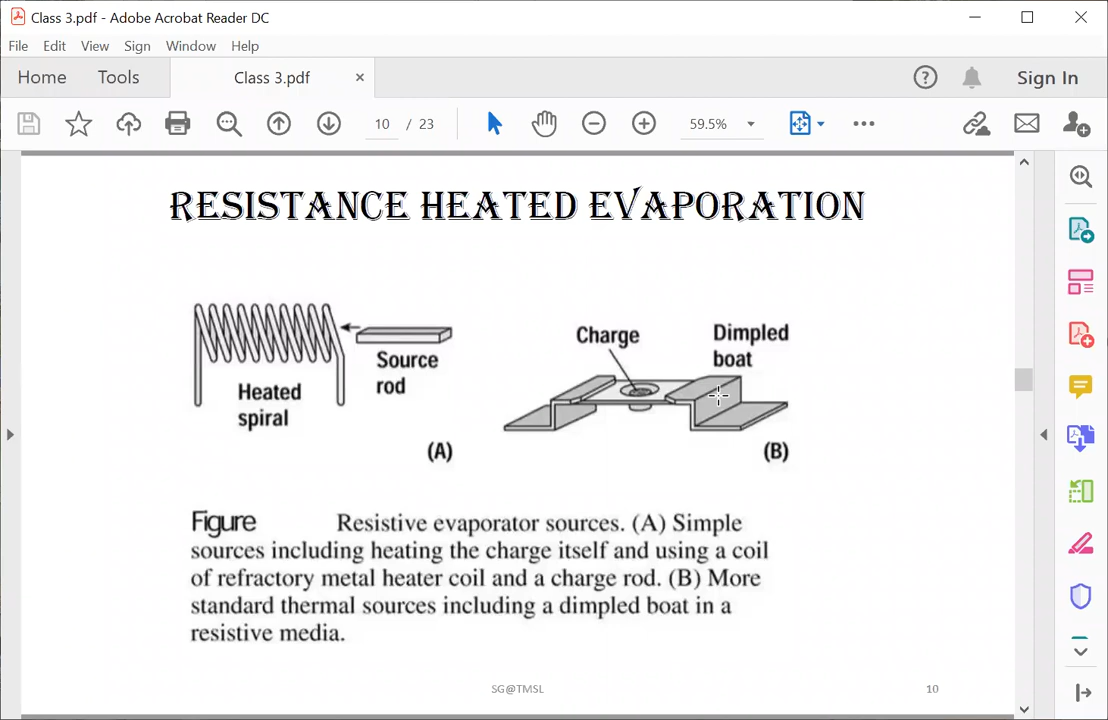 Class 3.pdf - Adobe Acrobat Reader DC
File Edit View Sign Window Help
Home Tools Class 3.pdf × Sign In
10 / 23 59.5%
RESISTANCE HEATED EVAPORATION
Source rod
Heated spiral
(A)
Charge
Dimpled boat
(B)
Figure Resistive evaporator sources. (A) Simple
sources including heating the charge itself and using a coil
of refractory metal heater coil and a charge rod. (B) More
standard thermal sources including a dimpled boat in a
resistive media.
SG@TMSL 10